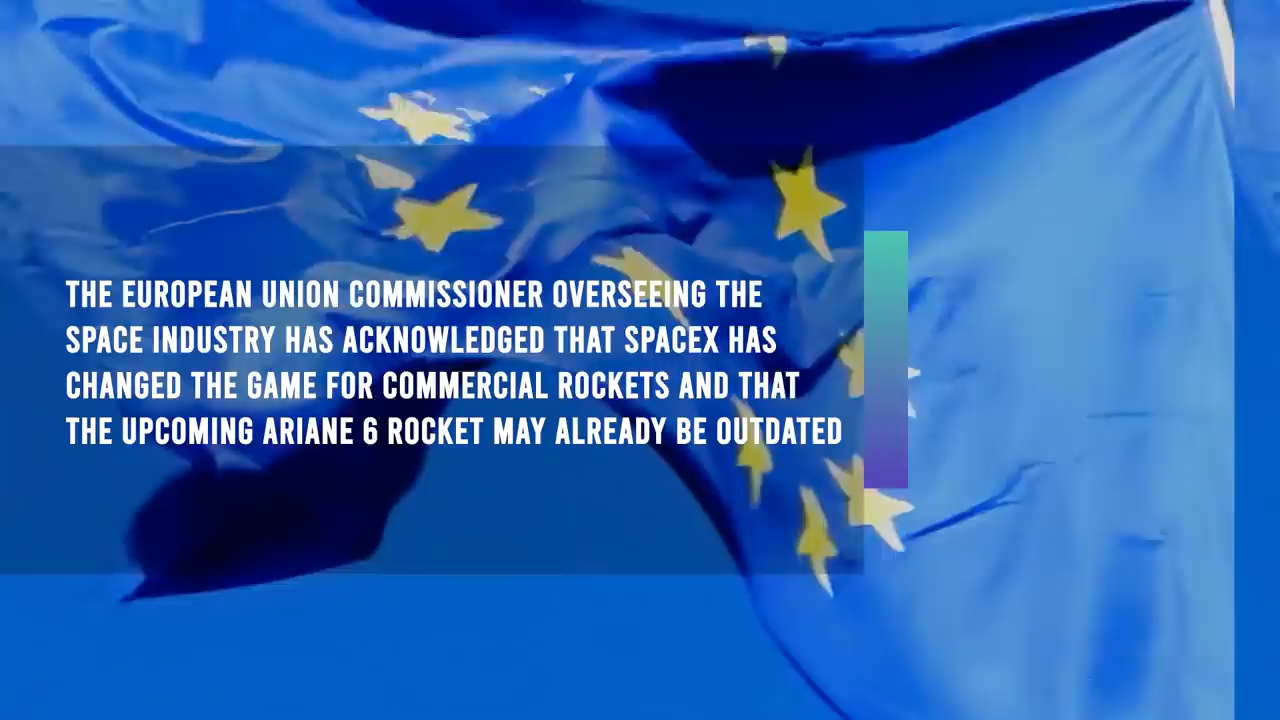 THE EUROPEAN UNION COMMISSIONER OVERSEEING THE
SPACE INDUSTRY HAS ACKNOWLEDGED THAT SPACEX HAS
CHANGED THE GAME FOR COMMERCIAL ROCKETS AND THAT
THE UPCOMING ARIANE 6 ROCKET MAY ALREADY BE OUTDATED